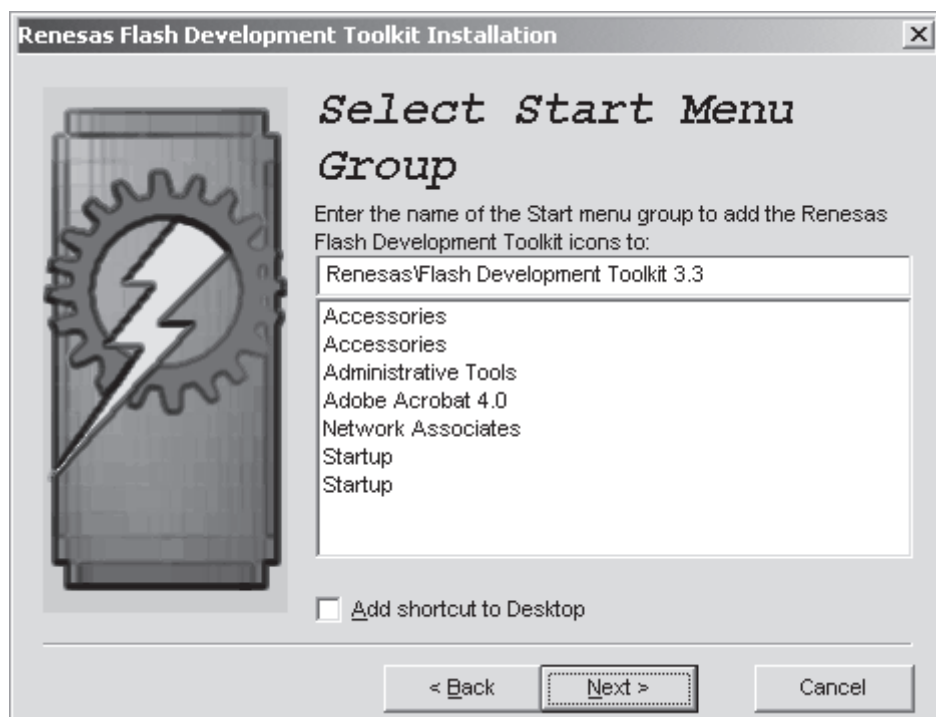 Renesas Flash Development Toolkit Installation
Select Start Menu
Group
Enter the name of the Start menu group to add the Renesas
Flash Development Toolkit icons to:
Renesas\Flash Development Toolkit 3.3
Accessories
Accessories
Administrative Tools
Adobe Acrobat 4.0
Network Associates
Startup
Startup
Add shortcut to Desktop
< Back
Next >
Cancel